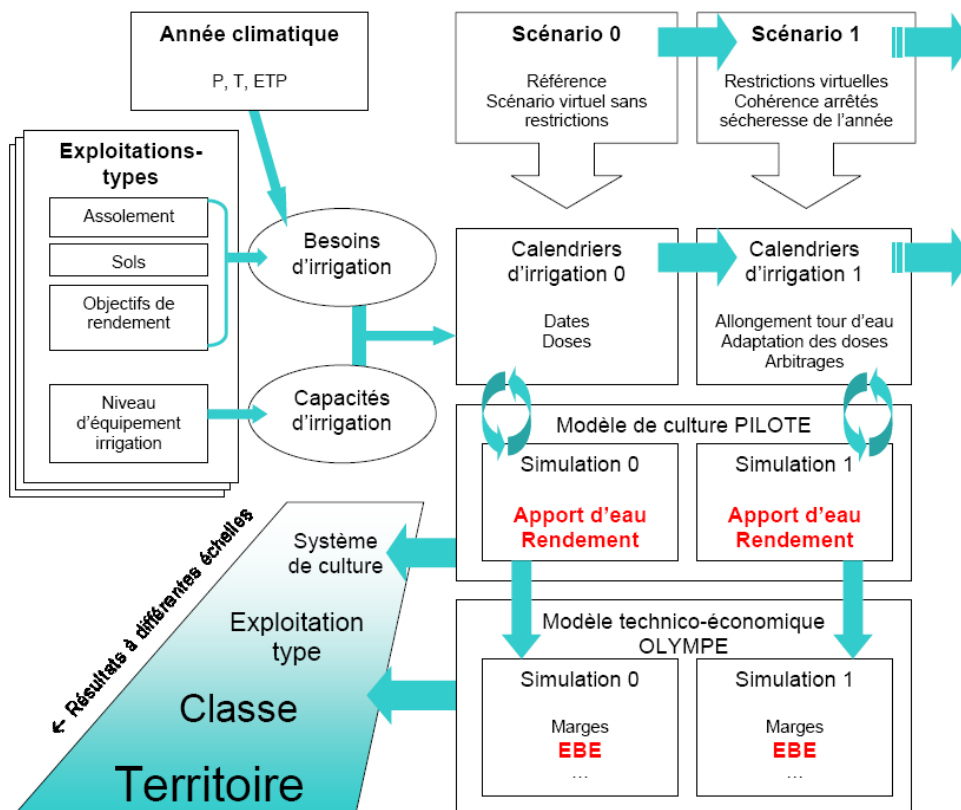 Année climatique
P, T, ETP
Exploitations-
types
Assolement
Sols
Objectifs de
rendement
Niveau
d'équipement
irrigation
Besoins
d'irrigation
Capacités
d'irrigation
Scénario 0
Référence
Scénario virtuel sans
restrictions
Scénario 1
Restrictions virtuelles
Cohérence arrêtés
sécheresse de l'année
Calendriers
d'irrigation 0
Dates
Doses
Calendriers
d'irrigation 1
Allongement tour d'eau
Adaptation des doses
Arbitrages
Modèle de culture PILOTE
Simulation 0
Apport d'eau
Rendement
Simulation 1
Apport d'eau
Rendement
Modèle technico-économique
OLYMPE
Simulation 0
Marges
EBE
...
Simulation 1
Marges
EBE
...
← Résultats à différentes échelles
Système
de culture
Exploitation
type
Classe
Territoire